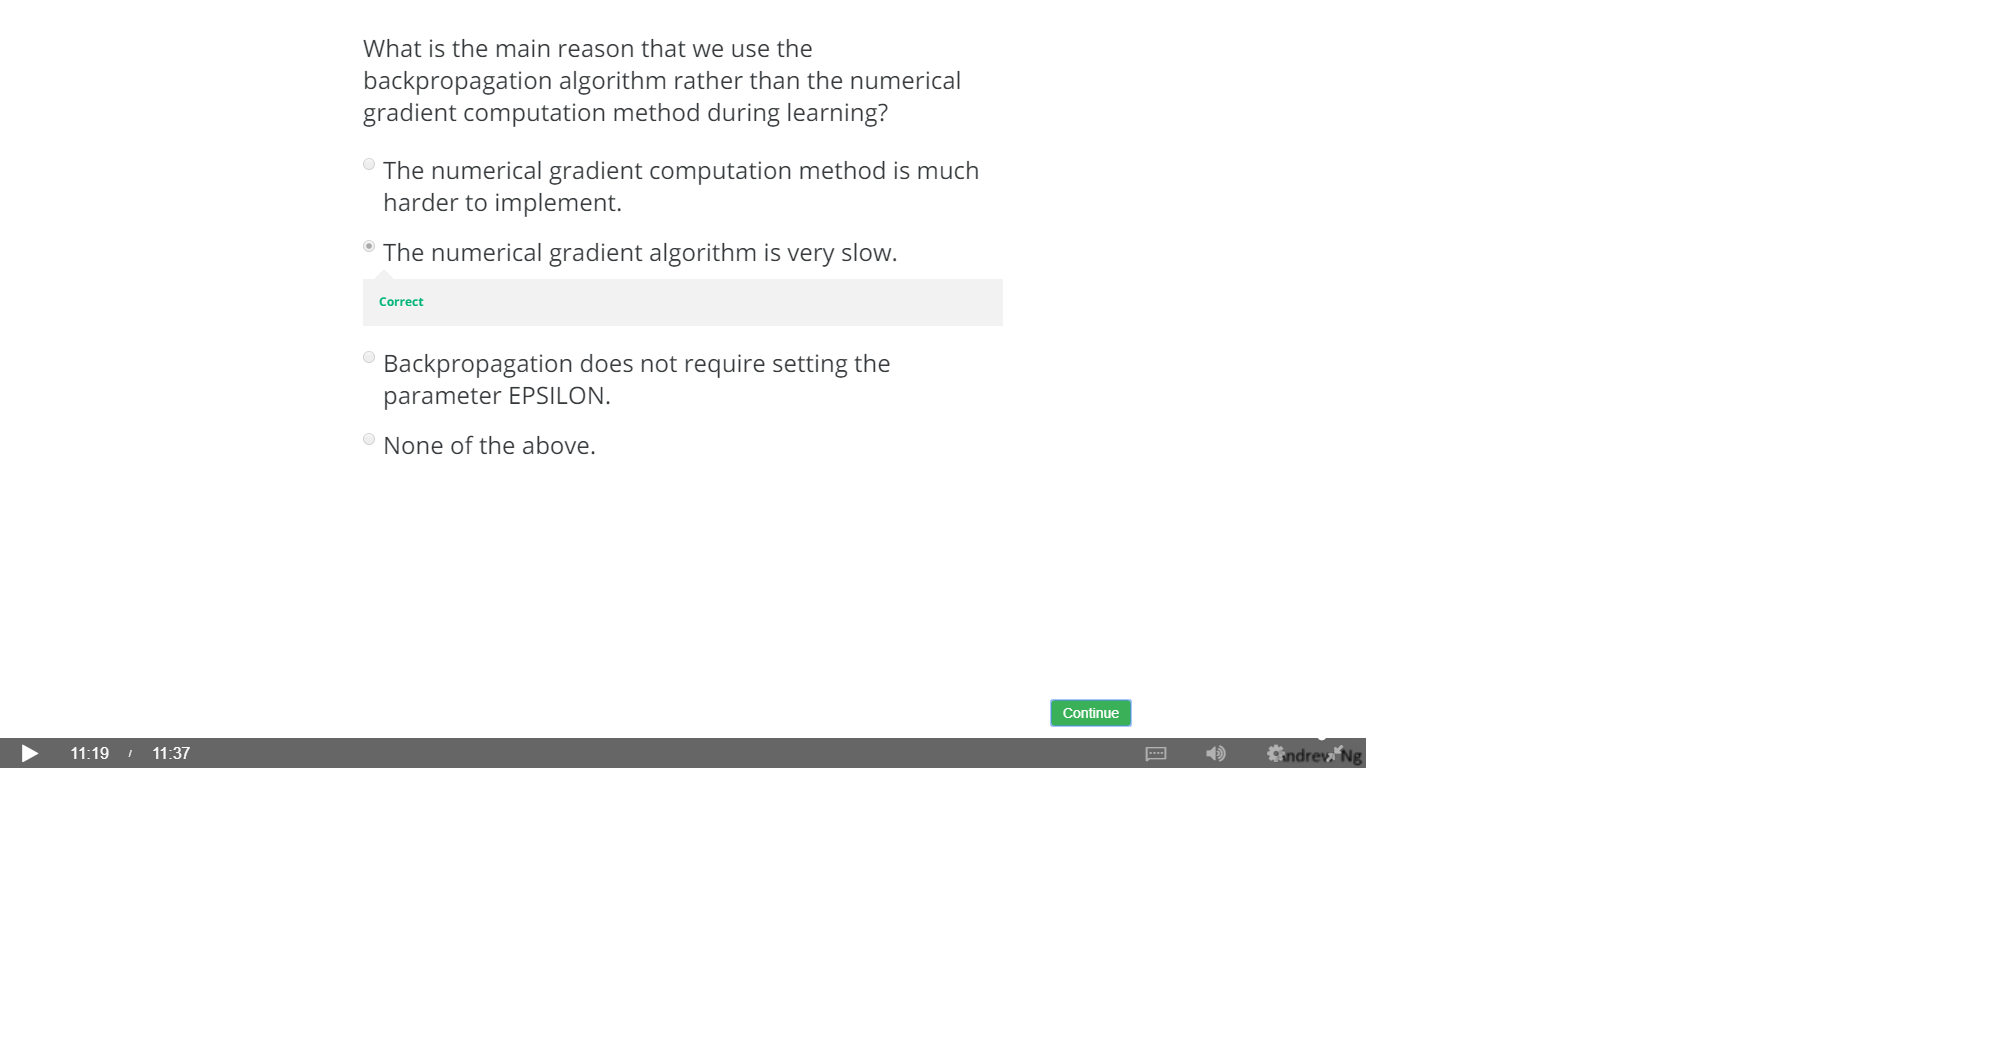 What is the main reason that we use the
backpropagation algorithm rather than the numerical
gradient computation method during learning?
The numerical gradient computation method is much
harder to implement.
The numerical gradient algorithm is very slow.
Correct
Backpropagation does not require setting the
parameter EPSILON.
None of the above.
Continue
11:19 / 11:37
Ng